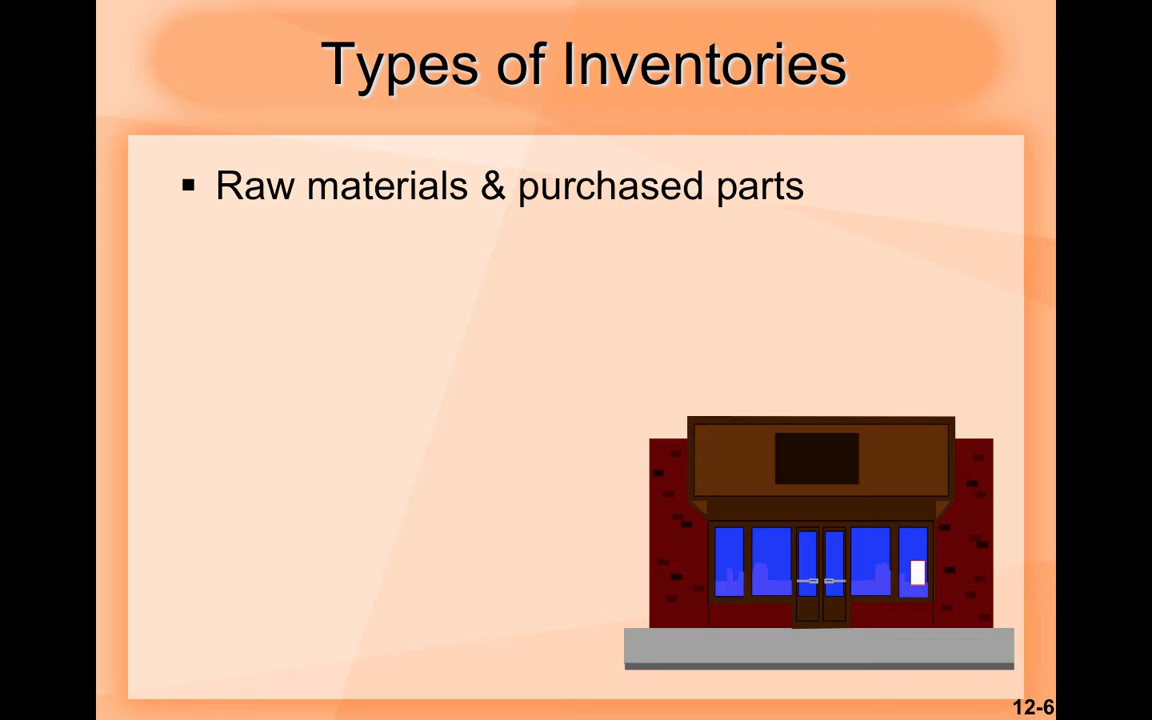 Types of Inventories
▪ Raw materials & purchased parts
12-6